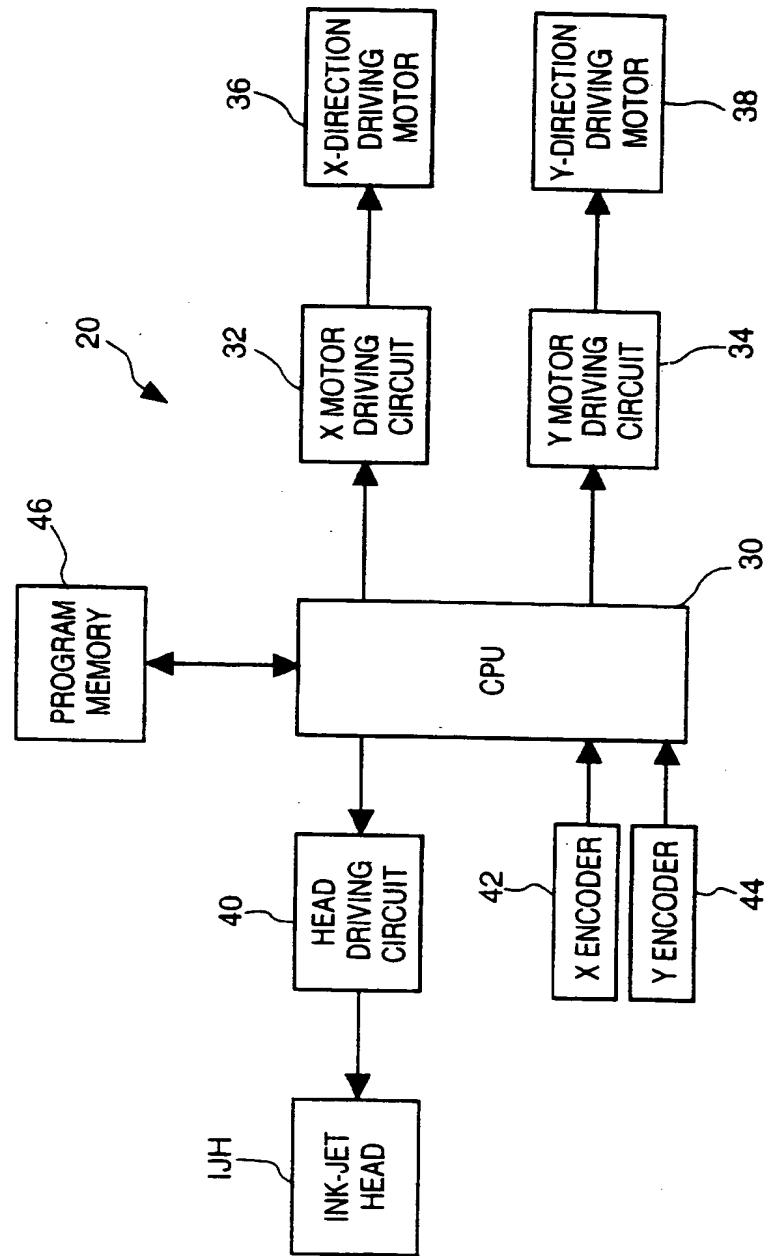 20
46
PROGRAM
MEMORY
IJH
INK-JET
HEAD
40
HEAD
DRIVING
CIRCUIT
32
X MOTOR
DRIVING
CIRCUIT
36
X-DIRECTION
DRIVING
MOTOR
CPU
30
42
X ENCODER
Y ENCODER
44
Y MOTOR
DRIVING
CIRCUIT
34
Y-DIRECTION
DRIVING
MOTOR
38